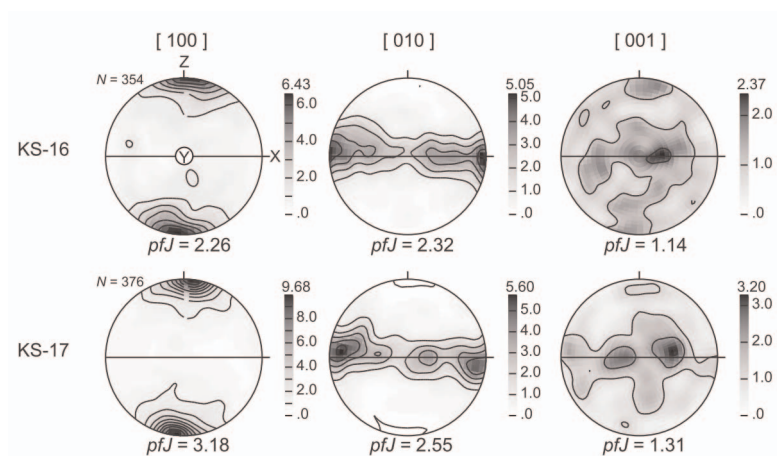 [ 100 ] [ 010 ] [ 001 ]
Z
N = 354
6.43 5.05 2.37
6.0 5.0
4.0 2.0
4.0 3.0
2.0 1.0
2.0 1.0
.0 .0 .0
KS-16
Y X
pfJ = 2.26 pfJ = 2.32 pfJ = 1.14
N = 376
9.68 5.60 3.20
8.0 5.0 3.0
6.0 4.0
3.0 2.0
4.0 2.0
2.0 1.0 1.0
.0 .0 .0
KS-17
pfJ = 3.18 pfJ = 2.55 pfJ = 1.31